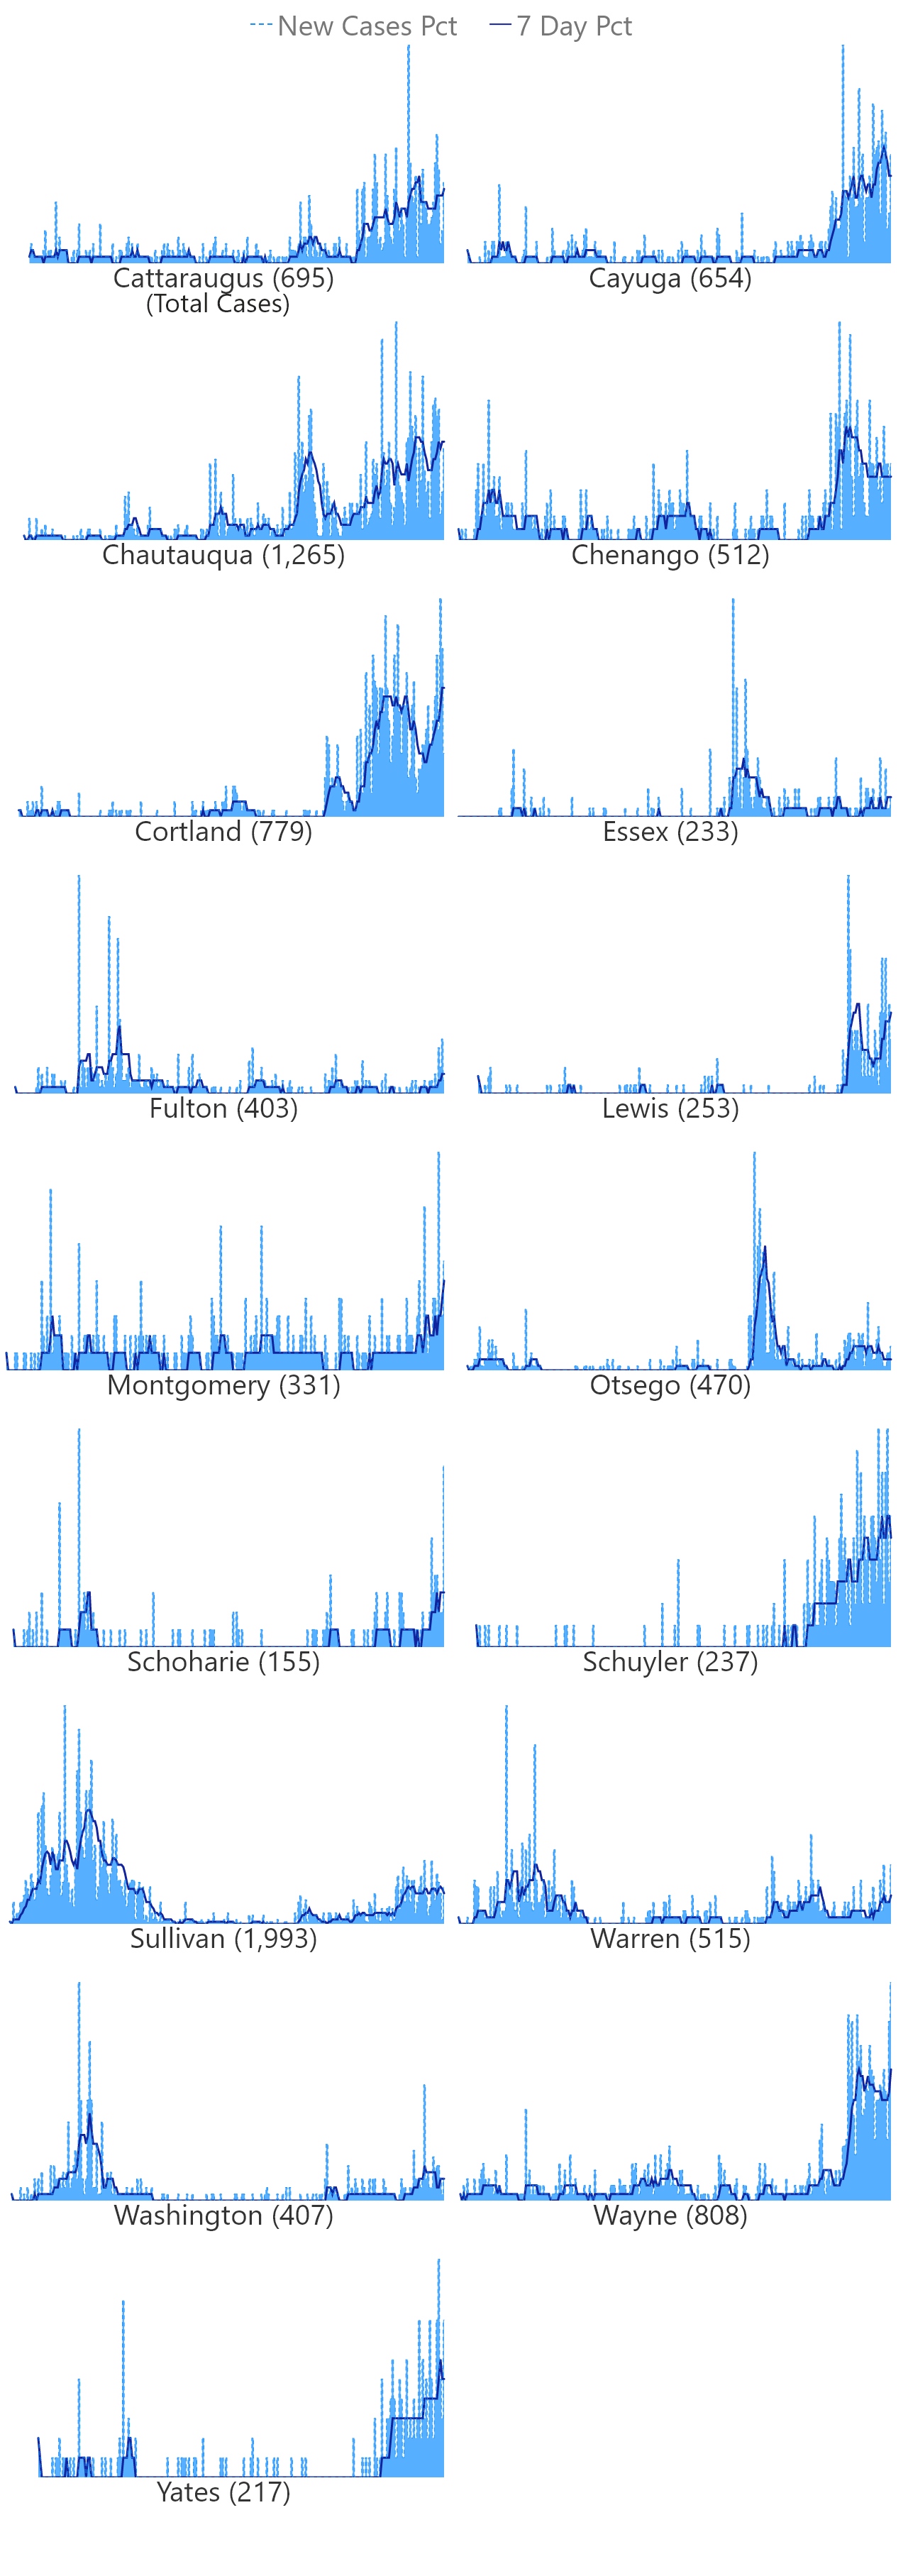 New Cases Pct 7 Day Pct
Cattaraugus (695) Cayuga (654)
(Total Cases)
Chautauqua (1,265) Chenango (512)
Cortland (779) Essex (233)
Fulton (403) Lewis (253)
Montgomery (331) Otsego (470)
Schoharie (155) Schuyler (237)
Sullivan (1,993) Warren (515)
Washington (407) Wayne (808)
Yates (217)